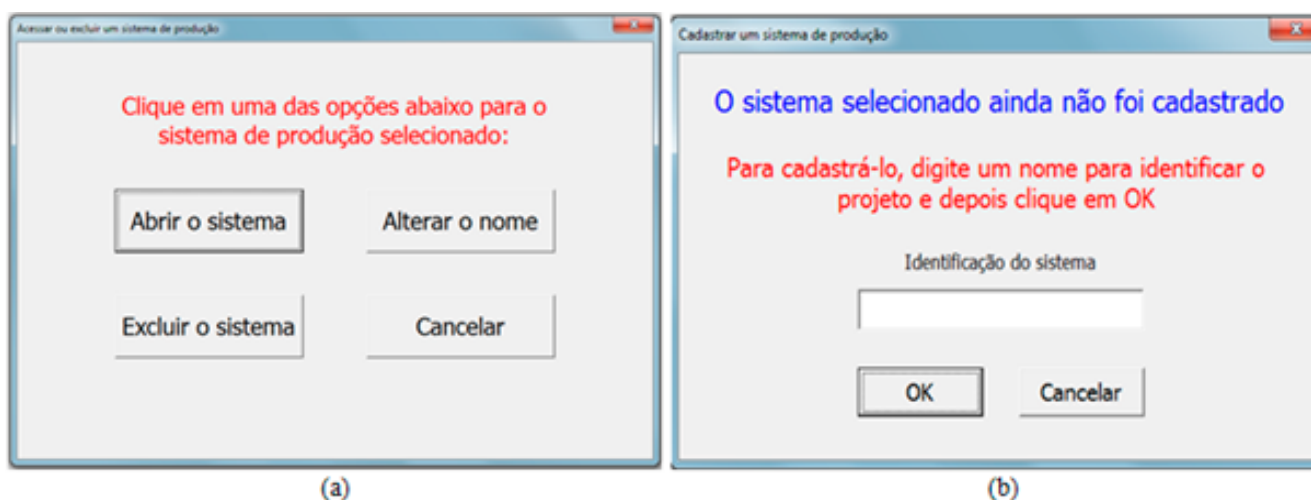 Acessar ou excluir um sistema de produção
Clique em uma das opções abaixo para o
sistema de produção selecionado:
Abrir o sistema
Alterar o nome
Excluir o sistema
Cancelar
(a)
Cadastrar um sistema de produção
O sistema selecionado ainda não foi cadastrado
Para cadastrá-lo, digite um nome para identificar o
projeto e depois clique em OK
Identificação do sistema
OK
Cancelar
(b)